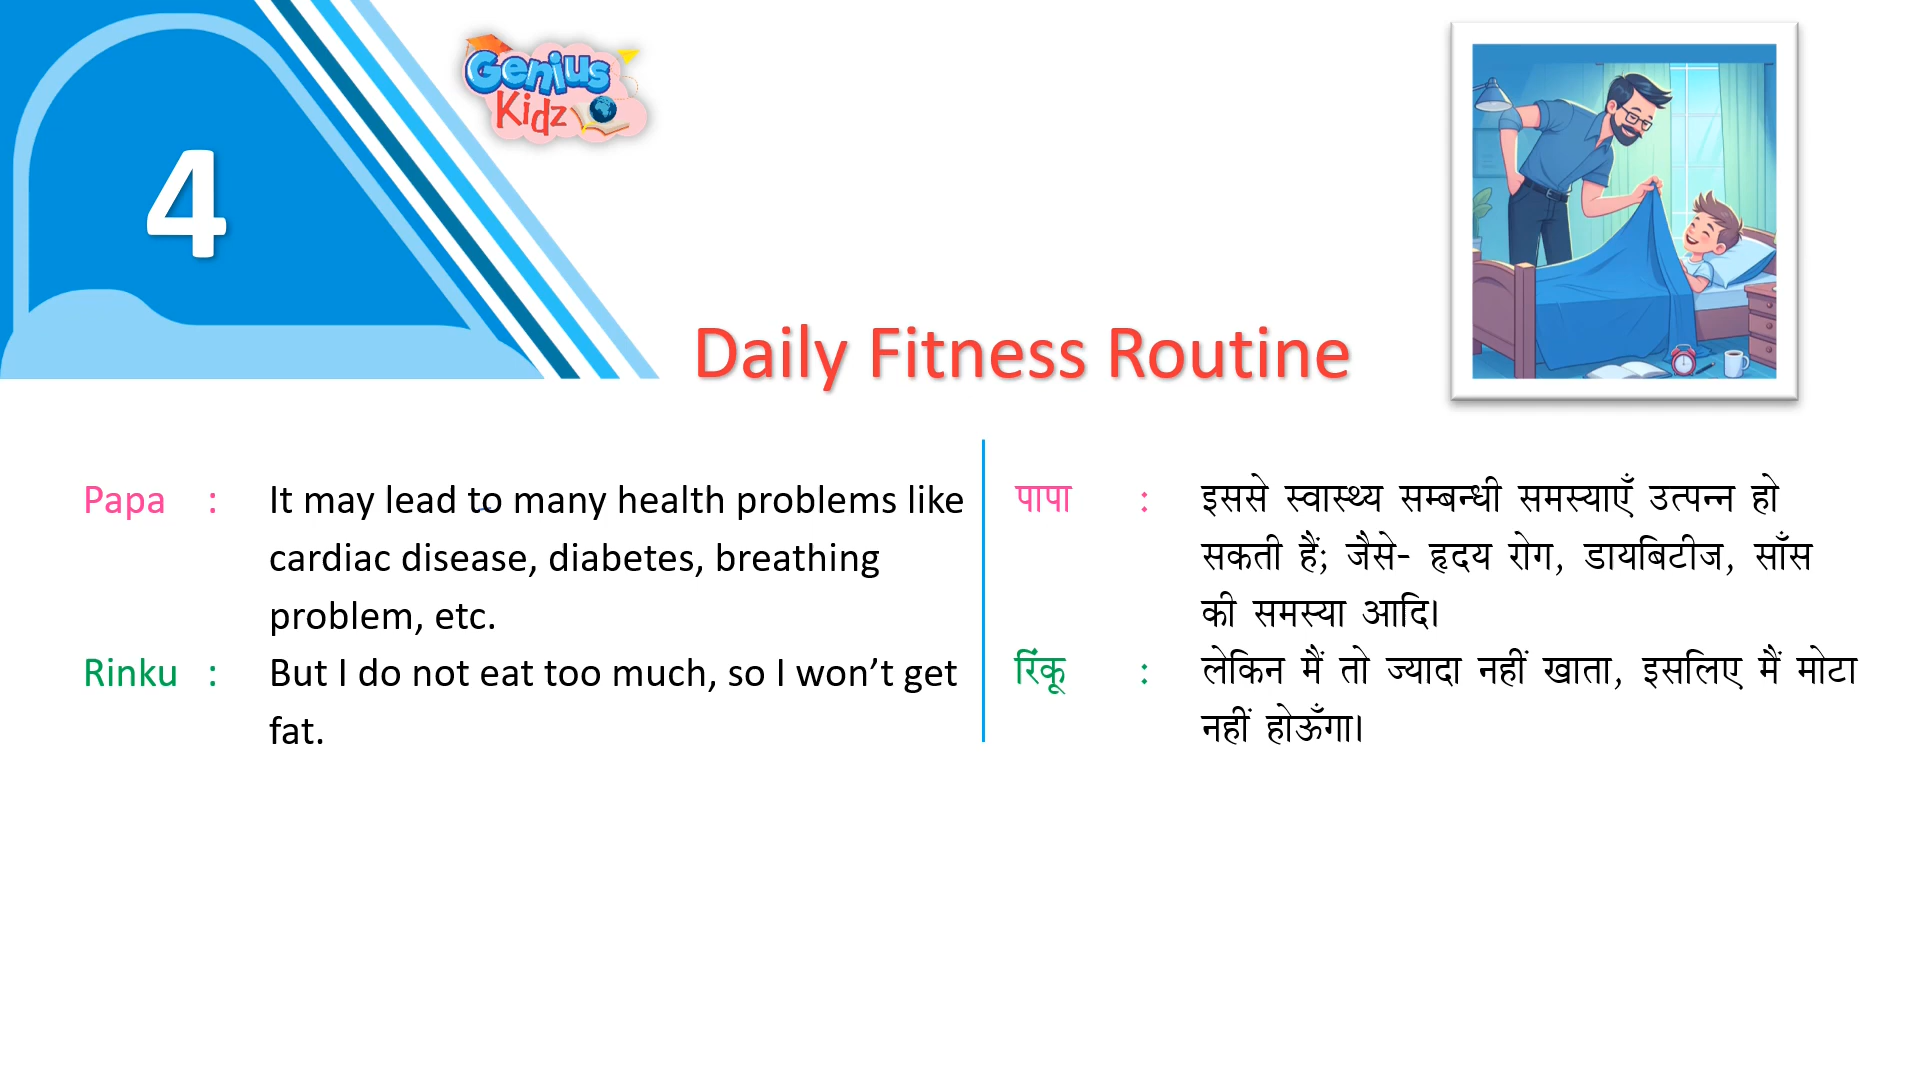 4
Genius
Kidz
Daily Fitness Routine
Papa : It may lead to many health problems like
cardiac disease, diabetes, breathing
problem, etc.
Rinku : But I do not eat too much, so I won’t get
fat.
पापा : इससे स्वास्थ्य सम्बन्धी समस्याएँ उत्पन्न हो
सकती हैं; जैसे- हृदय रोग, डायबिटीज, साँस
की समस्या आदि।
रिंकू : लेकिन मैं तो ज्यादा नहीं खाता, इसलिए मैं मोटा
नहीं होऊँगा।